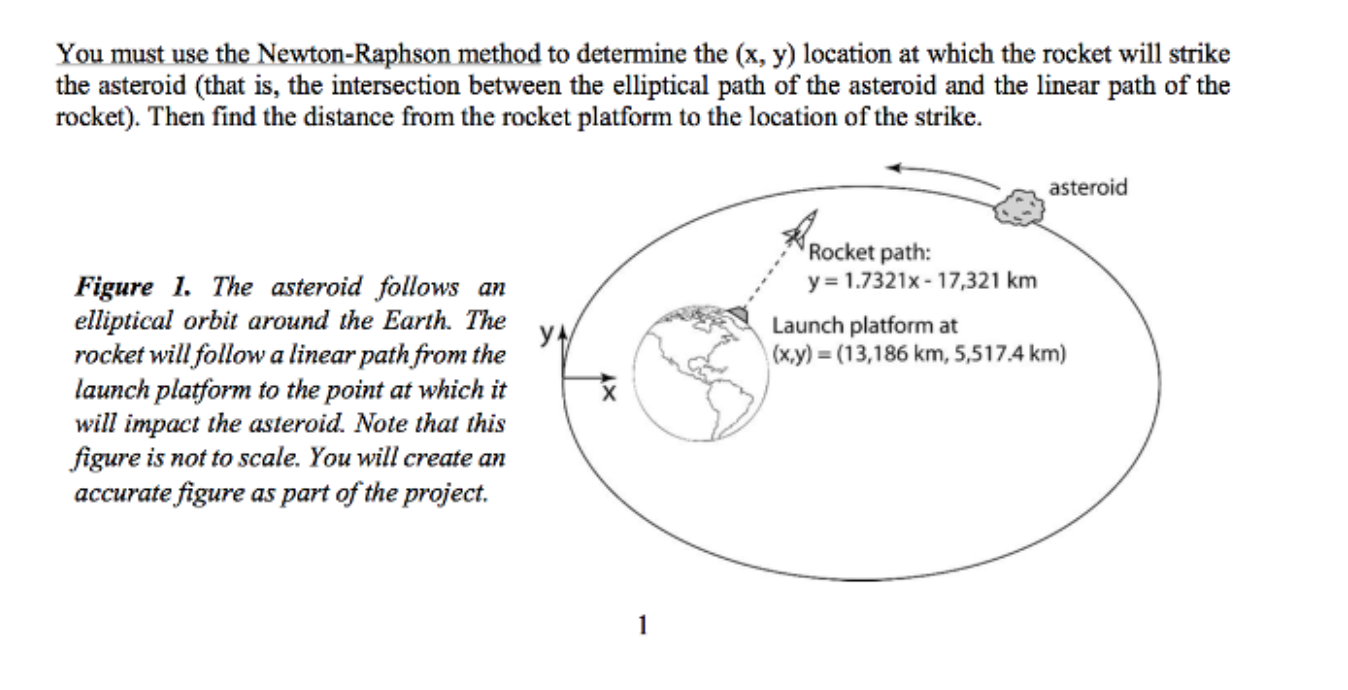 You must use the Newton-Raphson method to determine the (x, y) location at which the rocket will strike
the asteroid (that is, the intersection between the elliptical path of the asteroid and the linear path of the
rocket). Then find the distance from the rocket platform to the location of the strike.
asteroid
Rocket path:
y = 1.7321x - 17,321 km
Launch platform at
(x,y) = (13,186 km, 5,517.4 km)
y
x
Figure 1. The asteroid follows an
elliptical orbit around the Earth. The
rocket will follow a linear path from the
launch platform to the point at which it
will impact the asteroid. Note that this
figure is not to scale. You will create an
accurate figure as part of the project.
1